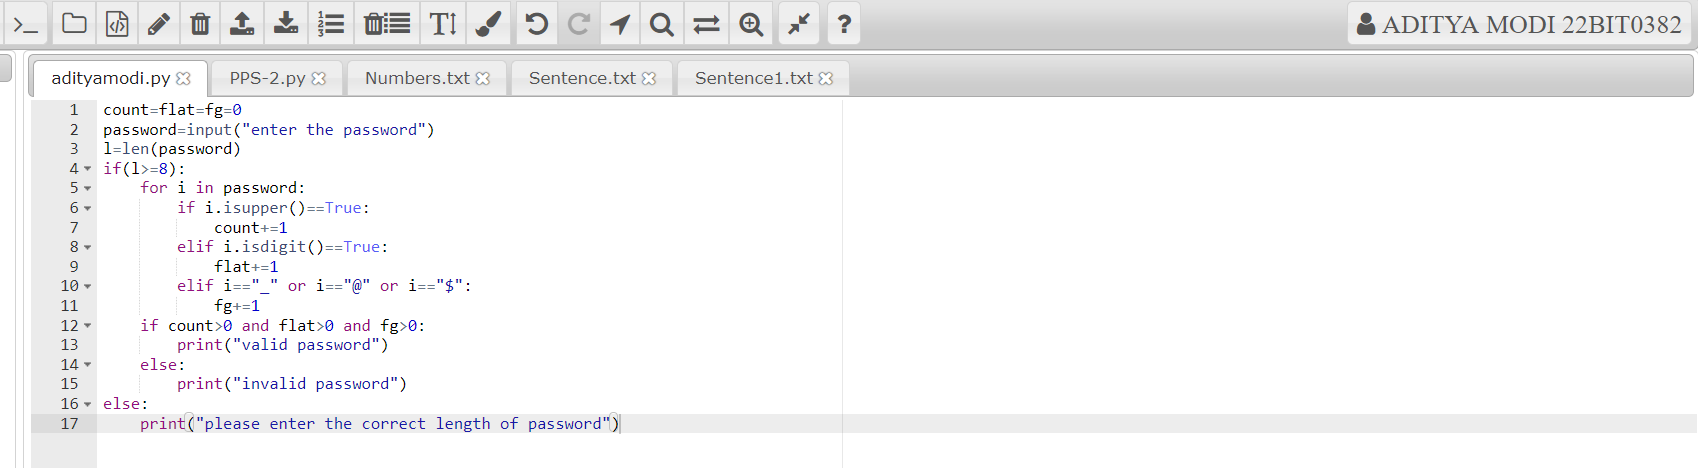 >_ T ?
ADITYA MODI 22BIT0382
adityamodi.py PPS-2.py Numbers.txt Sentence.txt Sentence1.txt
1 count=flat=fg=0
2 password=input("enter the password")
3 l=len(password)
4 if(l>=8):
5     for i in password:
6         if i.isupper()==True:
7             count+=1
8         elif i.isdigit()==True:
9             flat+=1
10         elif i=="_" or i=="@" or i=="$":
11             fg+=1
12     if count>0 and flat>0 and fg>0:
13         print("valid password")
14     else:
15         print("invalid password")
16 else:
17     print("please enter the correct length of password")